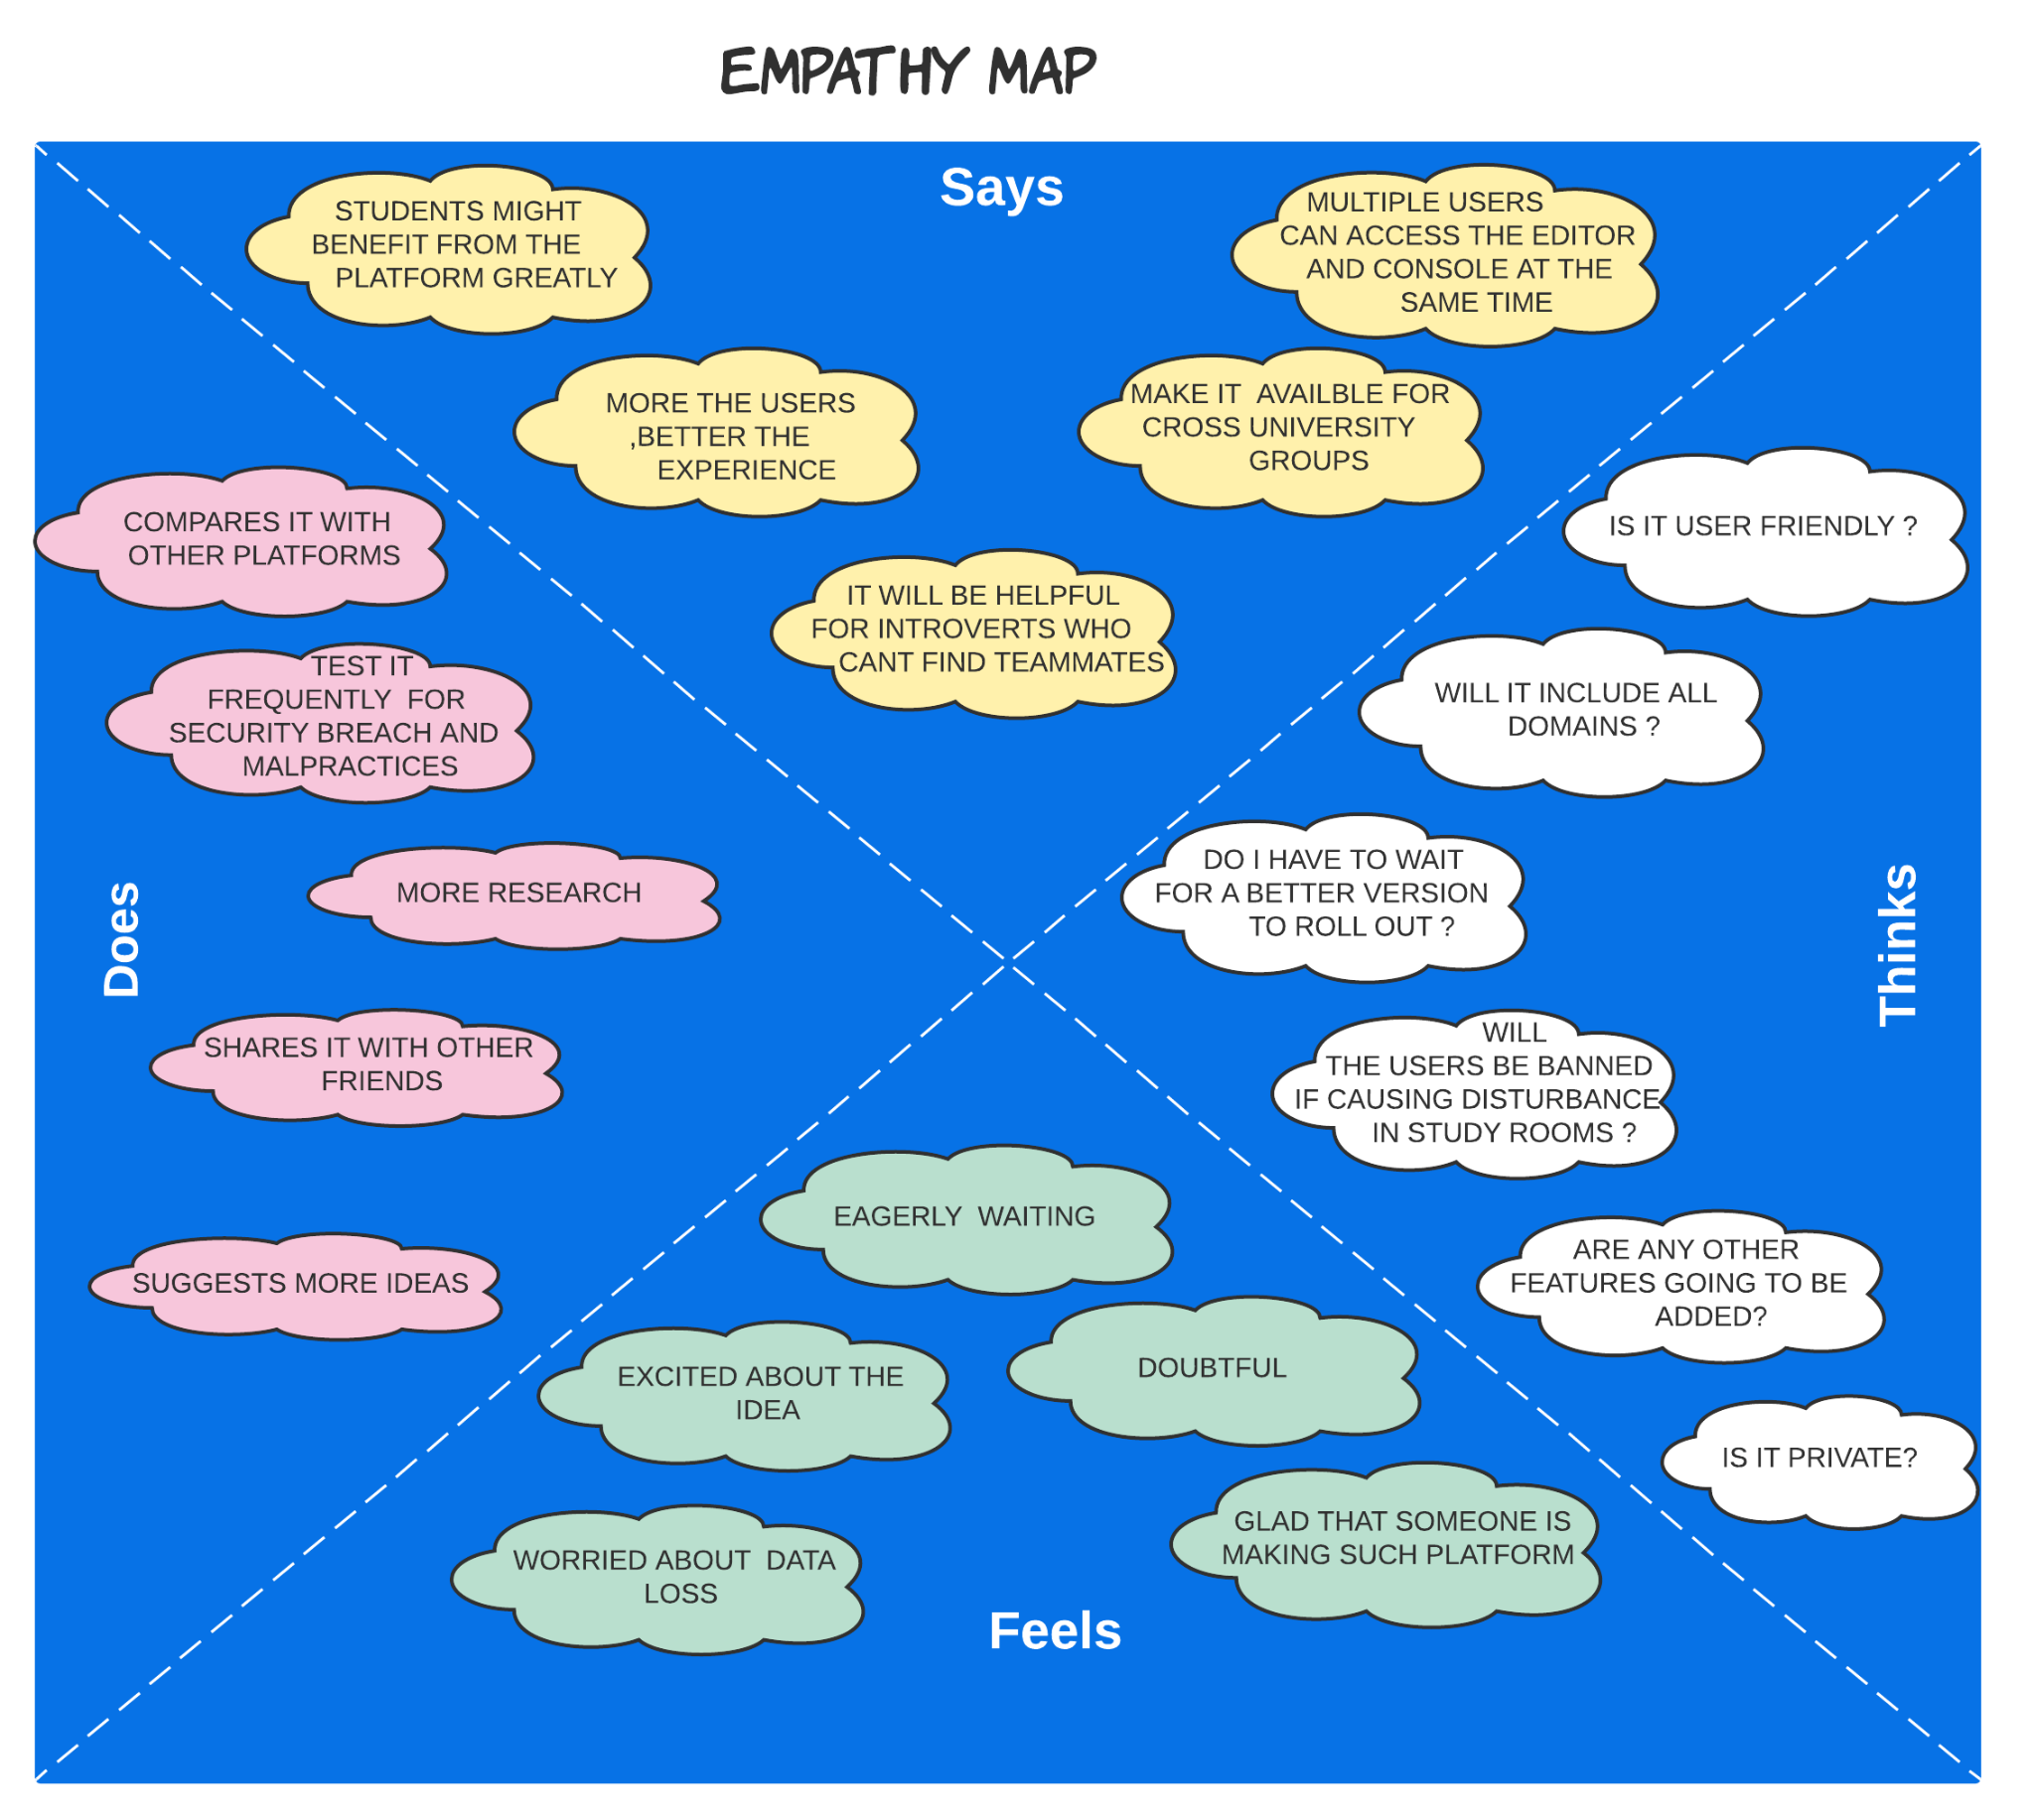 EMPATHY MAP
Says
STUDENTS MIGHT
BENEFIT FROM THE
PLATFORM GREATLY
MULTIPLE USERS
CAN ACCESS THE EDITOR
AND CONSOLE AT THE
SAME TIME
MORE THE USERS
,BETTER THE
EXPERIENCE
MAKE IT  AVAILBLE FOR
CROSS UNIVERSITY
GROUPS
IT WILL BE HELPFUL
FOR INTROVERTS WHO
CANT FIND TEAMMATES
Does
COMPARES IT WITH
OTHER PLATFORMS
TEST IT
FREQUENTLY  FOR
SECURITY BREACH AND
MALPRACTICES
MORE RESEARCH
SHARES IT WITH OTHER
FRIENDS
SUGGESTS MORE IDEAS
Thinks
IS IT USER FRIENDLY ?
WILL IT INCLUDE ALL
DOMAINS ?
DO I HAVE TO WAIT
FOR A BETTER VERSION
TO ROLL OUT ?
WILL
THE USERS BE BANNED
IF CAUSING DISTURBANCE
IN STUDY ROOMS ?
ARE ANY OTHER
FEATURES GOING TO BE
ADDED?
IS IT PRIVATE?
EAGERLY  WAITING
EXCITED ABOUT THE
IDEA
DOUBTFUL
WORRIED ABOUT  DATA
LOSS
GLAD THAT SOMEONE IS
MAKING SUCH PLATFORM
Feels